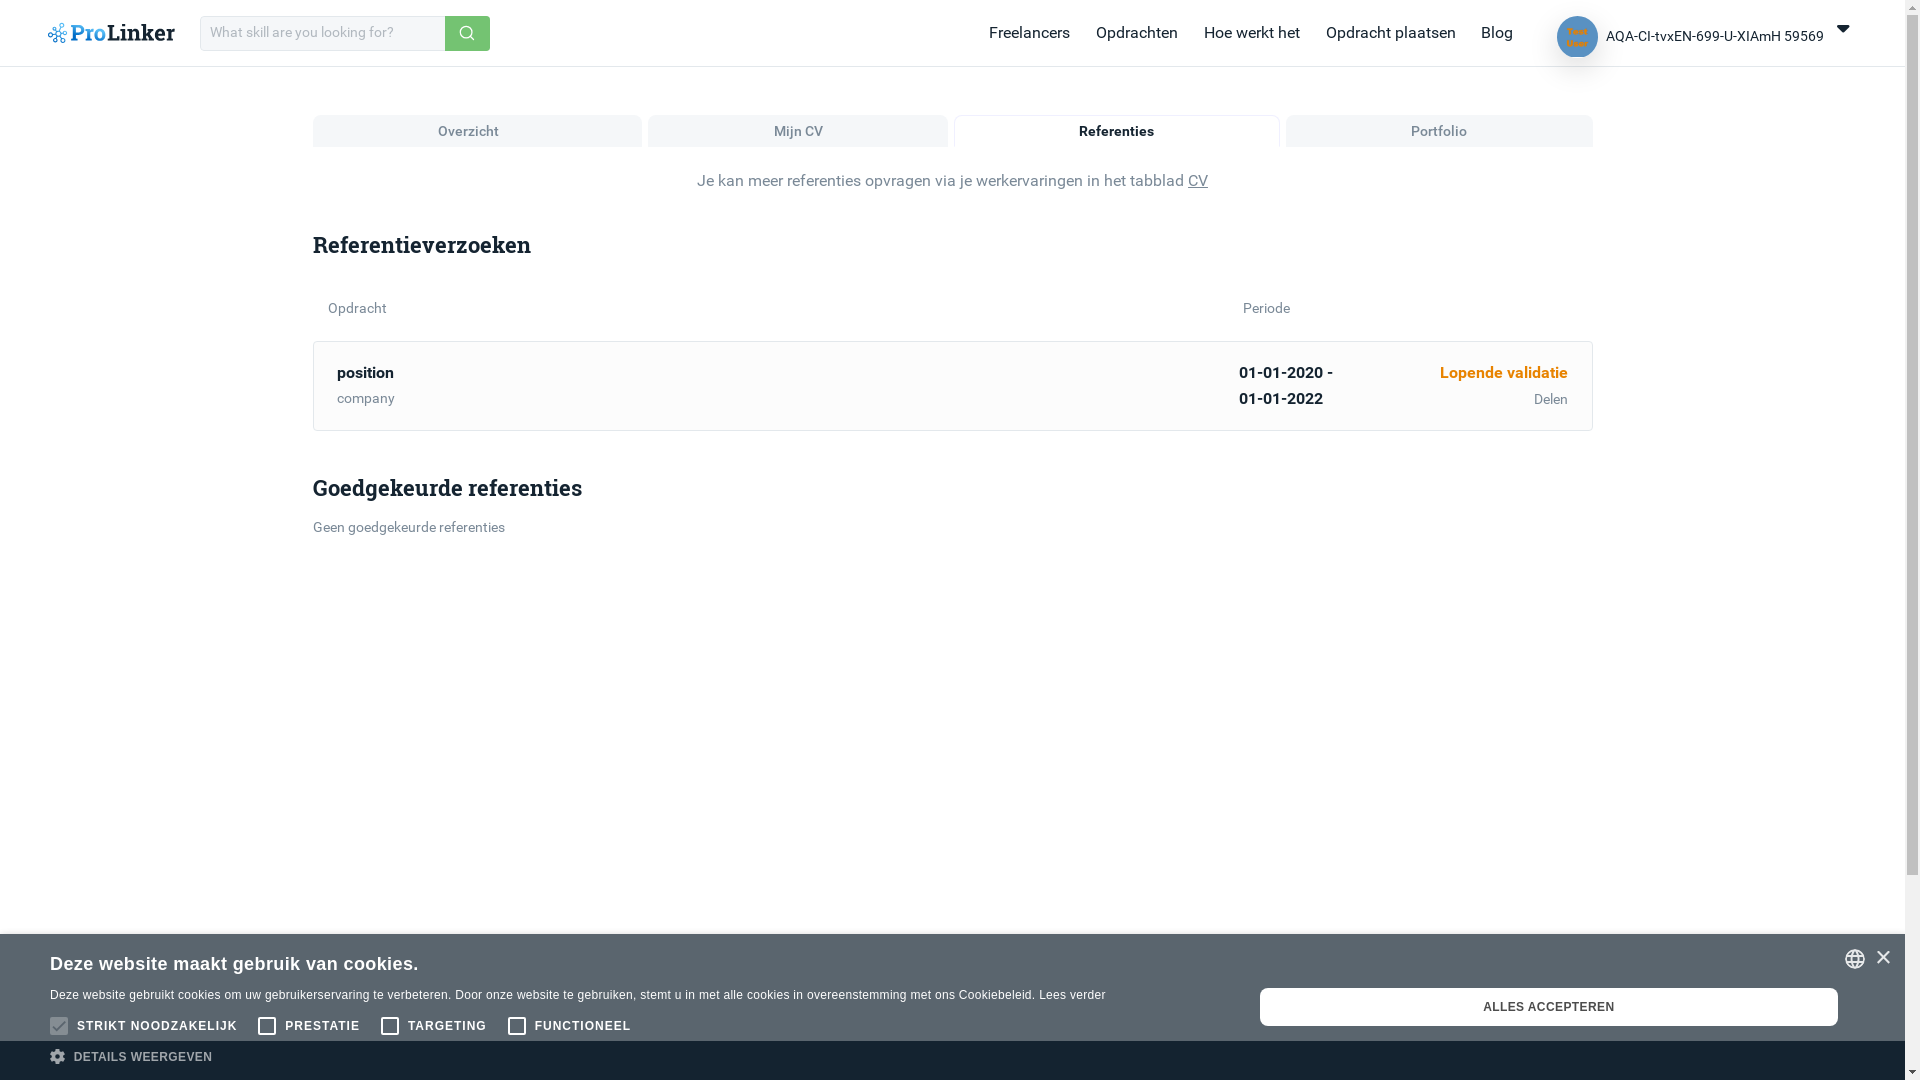 ProLinker
What skill are you looking for?
Freelancers
Opdrachten
Hoe werkt het
Opdracht plaatsen
Blog
Test
User
AQA-CI-tvxEN-699-U-XIAmH 59569
Overzicht
Mijn CV
Referenties
Portfolio
Je kan meer referenties opvragen via je werkervaringen in het tabblad CV
Referentieverzoeken
Opdracht
Periode
position
company
01-01-2020 -
01-01-2022
Lopende validatie
Delen
Goedgekeurde referenties
Geen goedgekeurde referenties
Deze website maakt gebruik van cookies.
Deze website gebruikt cookies om uw gebruikerservaring te verbeteren. Door onze website te gebruiken, stemt u in met alle cookies in overeenstemming met ons Cookiebeleid. Lees verder
STRIKT NOODZAKELIJK
PRESTATIE
TARGETING
FUNCTIONEEL
DETAILS WEERGEVEN
ALLES ACCEPTEREN
×